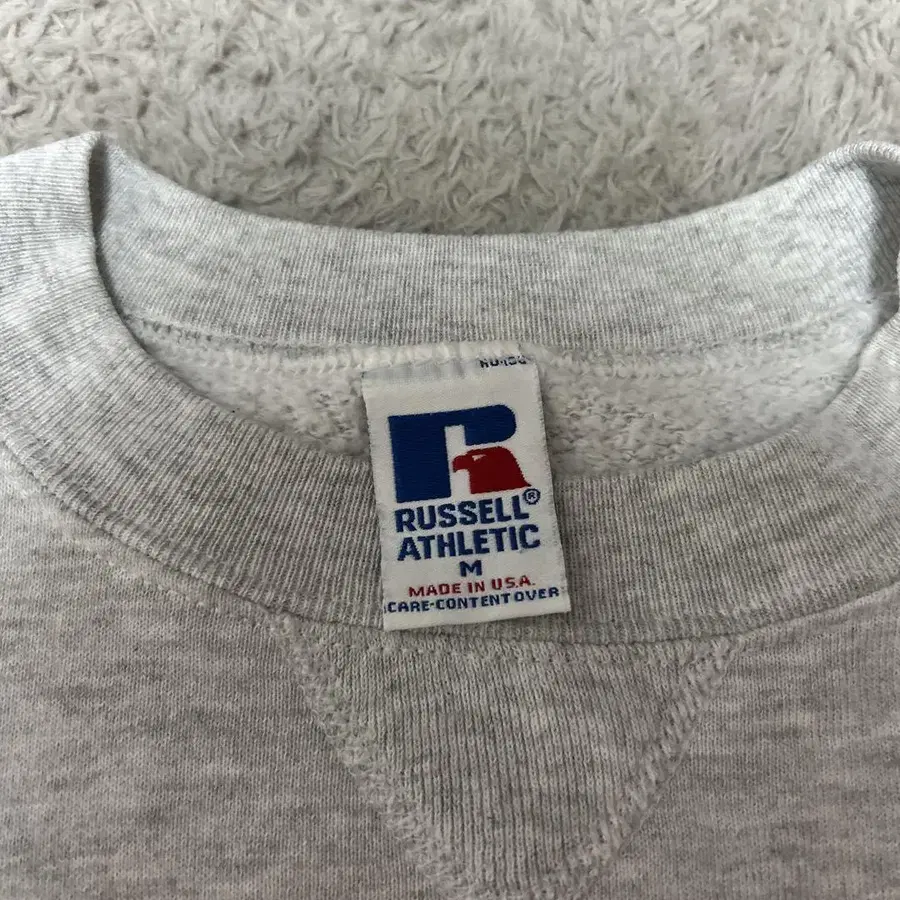 RUSSELL®
ATHLETIC
M
MADE IN U.S.A.
CARE-CONTENT OVER